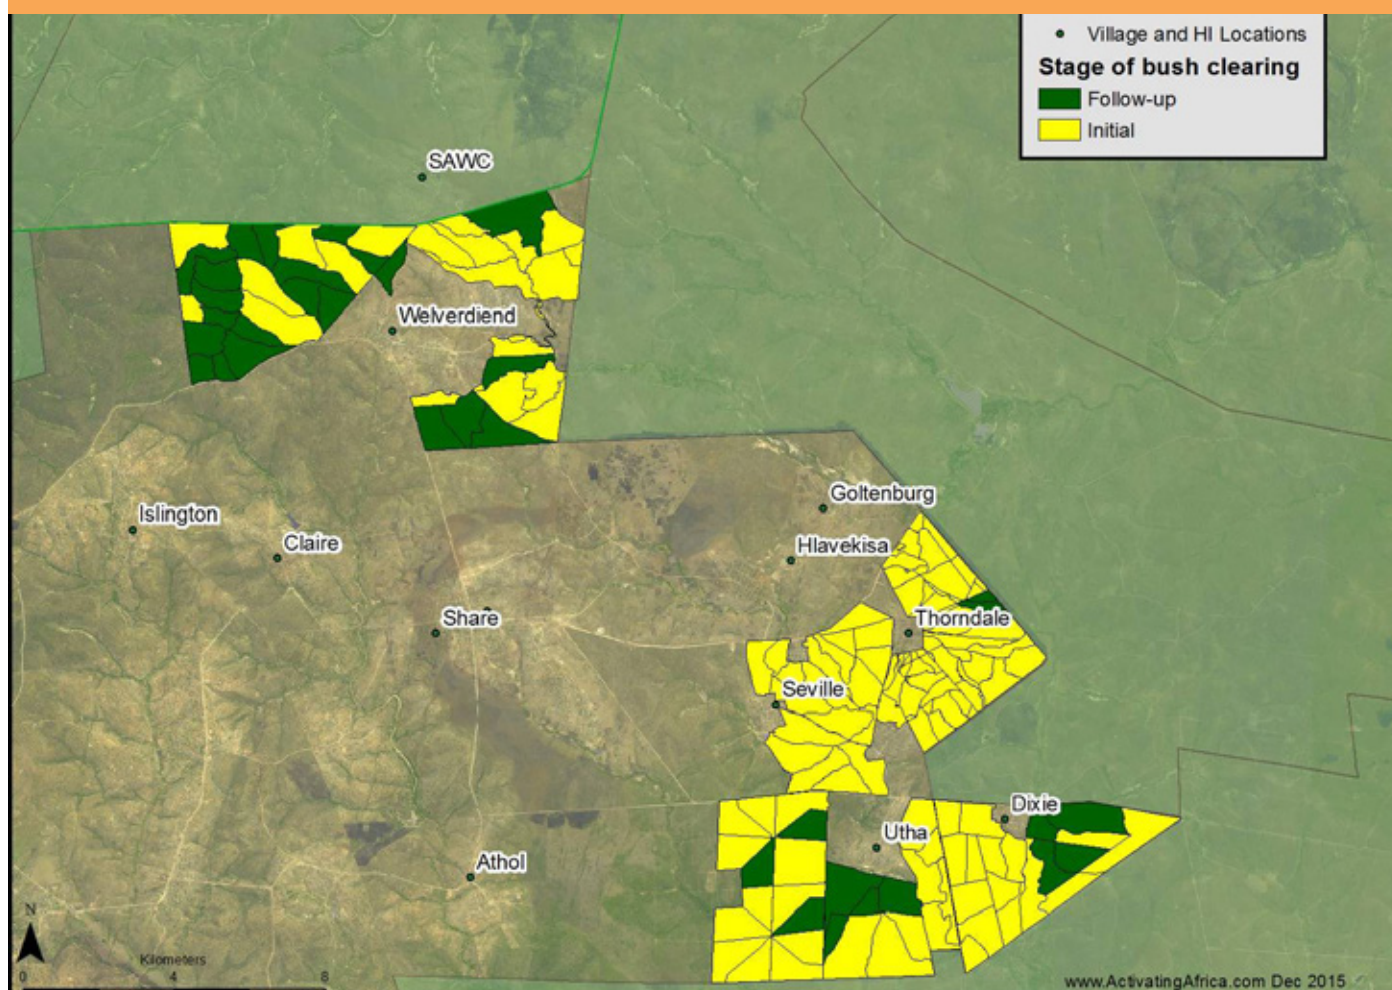 Village and HI Locations
Stage of bush clearing
Follow-up
Initial
SAWC
Welverdiend
Goltenburg
Islington
Claire
Hlavekisa
Share
Thorndale
Seville
Dixie
Utha
Athol
N
Kilometers
0 4 8
www.ActivatingAfrica.com Dec 2015